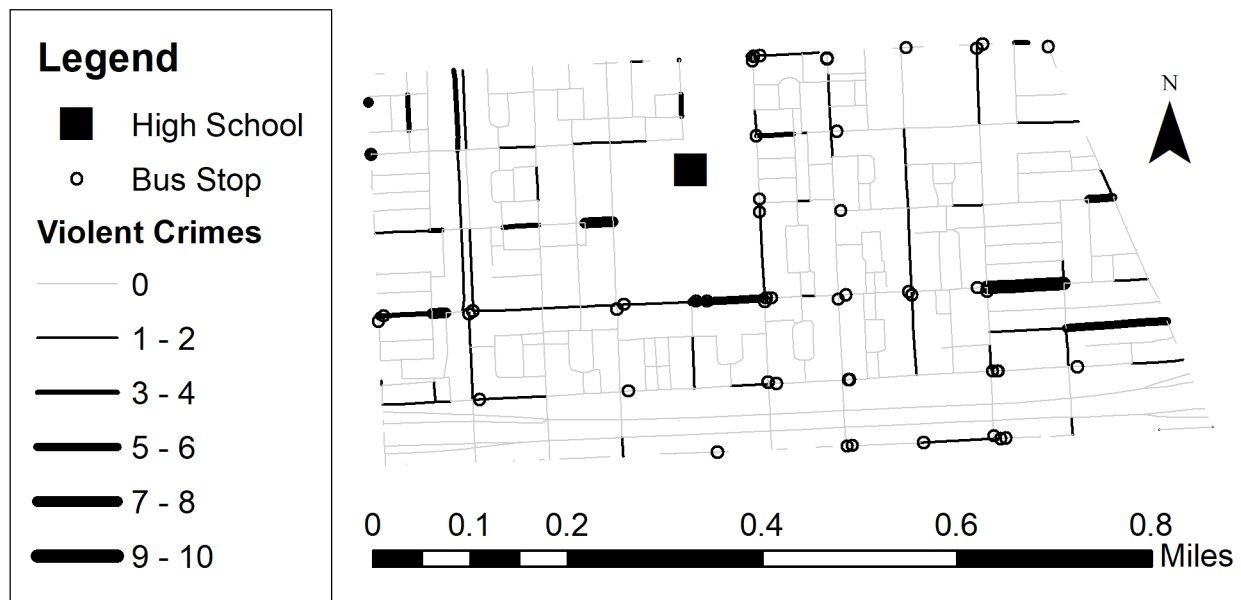 Legend
High School
Bus Stop
Violent Crimes
0
1 - 2
3 - 4
5 - 6
7 - 8
9 - 10
N
0 0.1 0.2 0.4 0.6 0.8
Miles